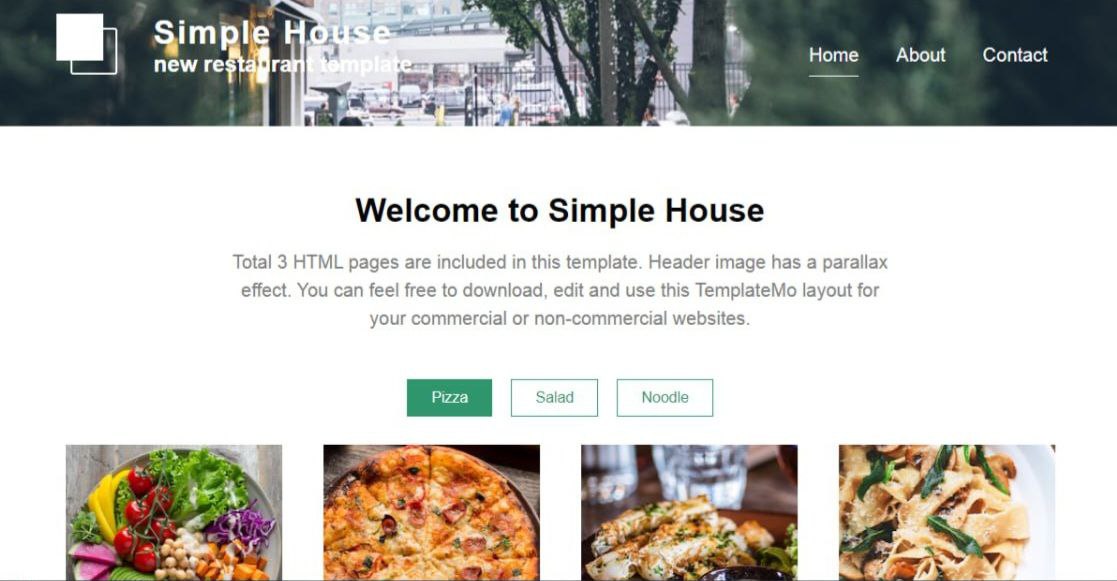 Simple House
new restaurant template
Home About Contact
Welcome to Simple House
Total 3 HTML pages are included in this template. Header image has a parallax
effect. You can feel free to download, edit and use this TemplateMo layout for
your commercial or non-commercial websites.
Pizza Salad Noodle